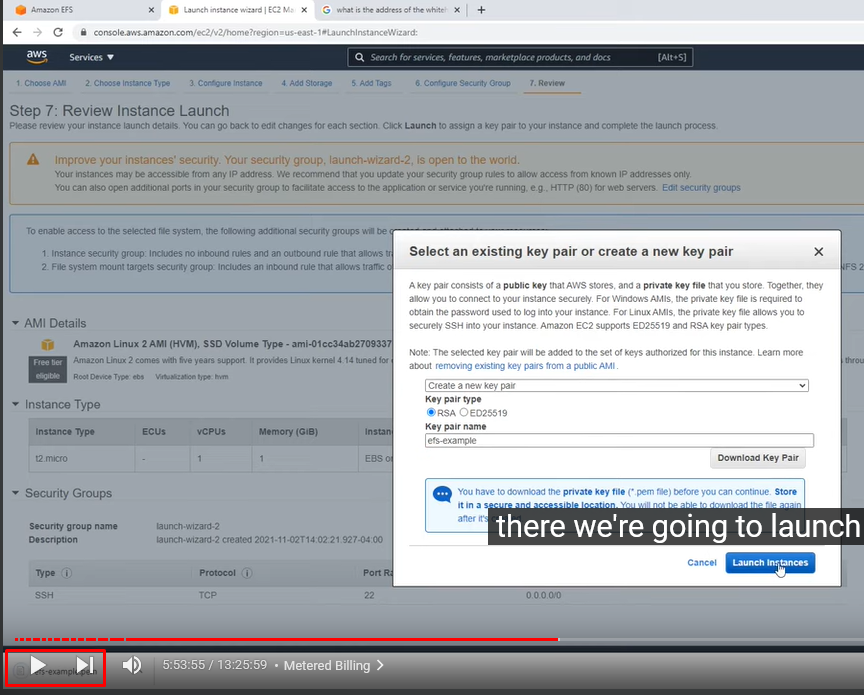 Amazon EFS
Launch instance wizard | EC2 Ma
what is the address of the white
console.aws.amazon.com/ec2/v2/home?region=us-east-1#LaunchInstanceWizard:
aws
Services
Search for services, features, marketplace products, and docs
[Alt+S]
1. Choose AMI
2. Choose Instance Type
3. Configure Instance
4. Add Storage
5. Add Tags
6. Configure Security Group
7. Review
Step 7: Review Instance Launch
Please review your instance launch details. You can go back to edit changes for each section. Click Launch to assign a key pair to your instance and complete the launch process.
Improve your instances' security. Your security group, launch-wizard-2, is open to the world.
Your instances may be accessible from any IP address. We recommend that you update your security group rules to allow access from known IP addresses only.
You can also open additional ports in your security group to facilitate access to the application or service you're running, e.g., HTTP (80) for web servers. Edit security groups
To enable access to the selected file system, the following additional security groups will be
1. Instance security group: Includes no inbound rules and an outbound rule that allows
2. File system mount targets security group: Includes an inbound rule that allows traffic
NFS 2
AMI Details
Amazon Linux 2 AMI (HVM), SSD Volume Type - ami-01cc34ab2709337
Free tier
eligible
Amazon Linux 2 comes with five years support. It provides Linux kernel 4.14 tuned for
Root Device Type: ebs Virtualization type: hvm
Instance Type
Instance Type
ECUs
vCPUs
Memory (GiB)
Instan
t2.micro
-
1
1
EBS on
Security Groups
Security group name
launch-wizard-2
Description
launch-wizard-2 created 2021-11-02T14:02:21.927-04:00
Type
Protocol
Port Ra
SSH
TCP
22
0.0.0.0/0
Select an existing key pair or create a new key pair
A key pair consists of a public key that AWS stores, and a private key file that you store. Together, they
allow you to connect to your instance securely. For Windows AMIs, the private key file is required to
obtain the password used to log into your instance. For Linux AMIs, the private key file allows you to
securely SSH into your instance. Amazon EC2 supports ED25519 and RSA key pair types.
Note: The selected key pair will be added to the set of keys authorized for this instance. Learn more
about removing existing key pairs from a public AMI.
Create a new key pair
Key pair type
RSA ED25519
Key pair name
efs-example
Download Key Pair
You have to download the private key file (*.pem file) before you can continue. Store
it in a secure and accessible location. You will not be able to download the file again
after it's
there we're going to launch
Cancel
Launch Instances
efs-example.pem
5:53:55 / 13:25:59 • Metered Billing